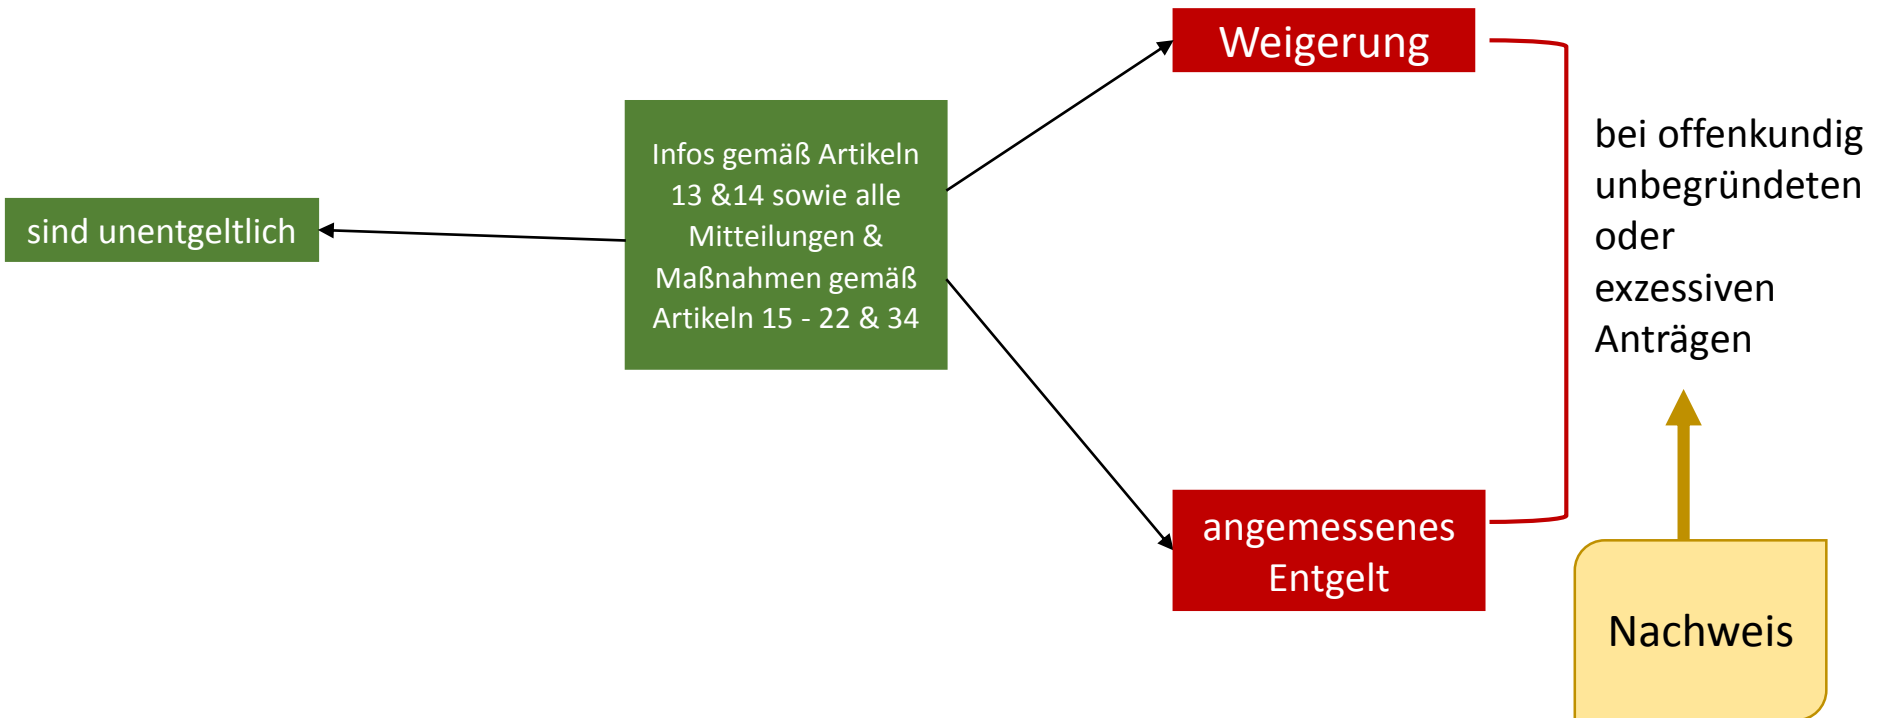 sind unentgeltlich
Infos gemäß Artikeln
13 &14 sowie alle
Mitteilungen &
Maßnahmen gemäß
Artikeln 15 - 22 & 34
Weigerung
angemessenes
Entgelt
bei offenkundig
unbegründeten
oder
exzessiven
Anträgen
Nachweis